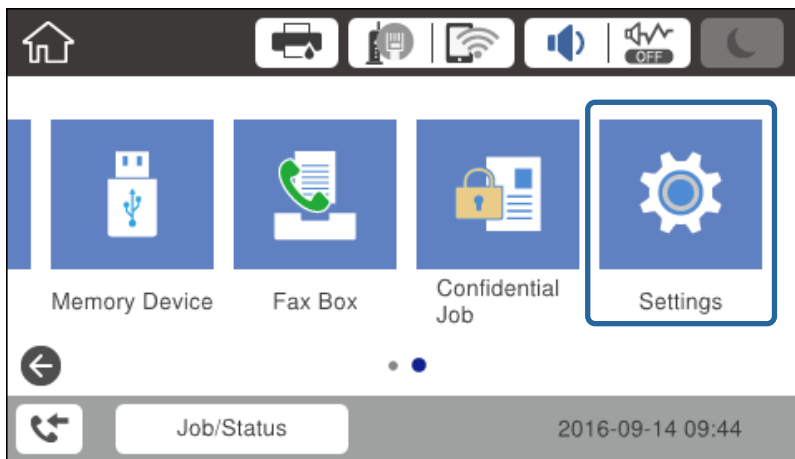 OFF
Memory Device
Fax Box
Confidential
Job
Settings
Job/Status
2016-09-14 09:44